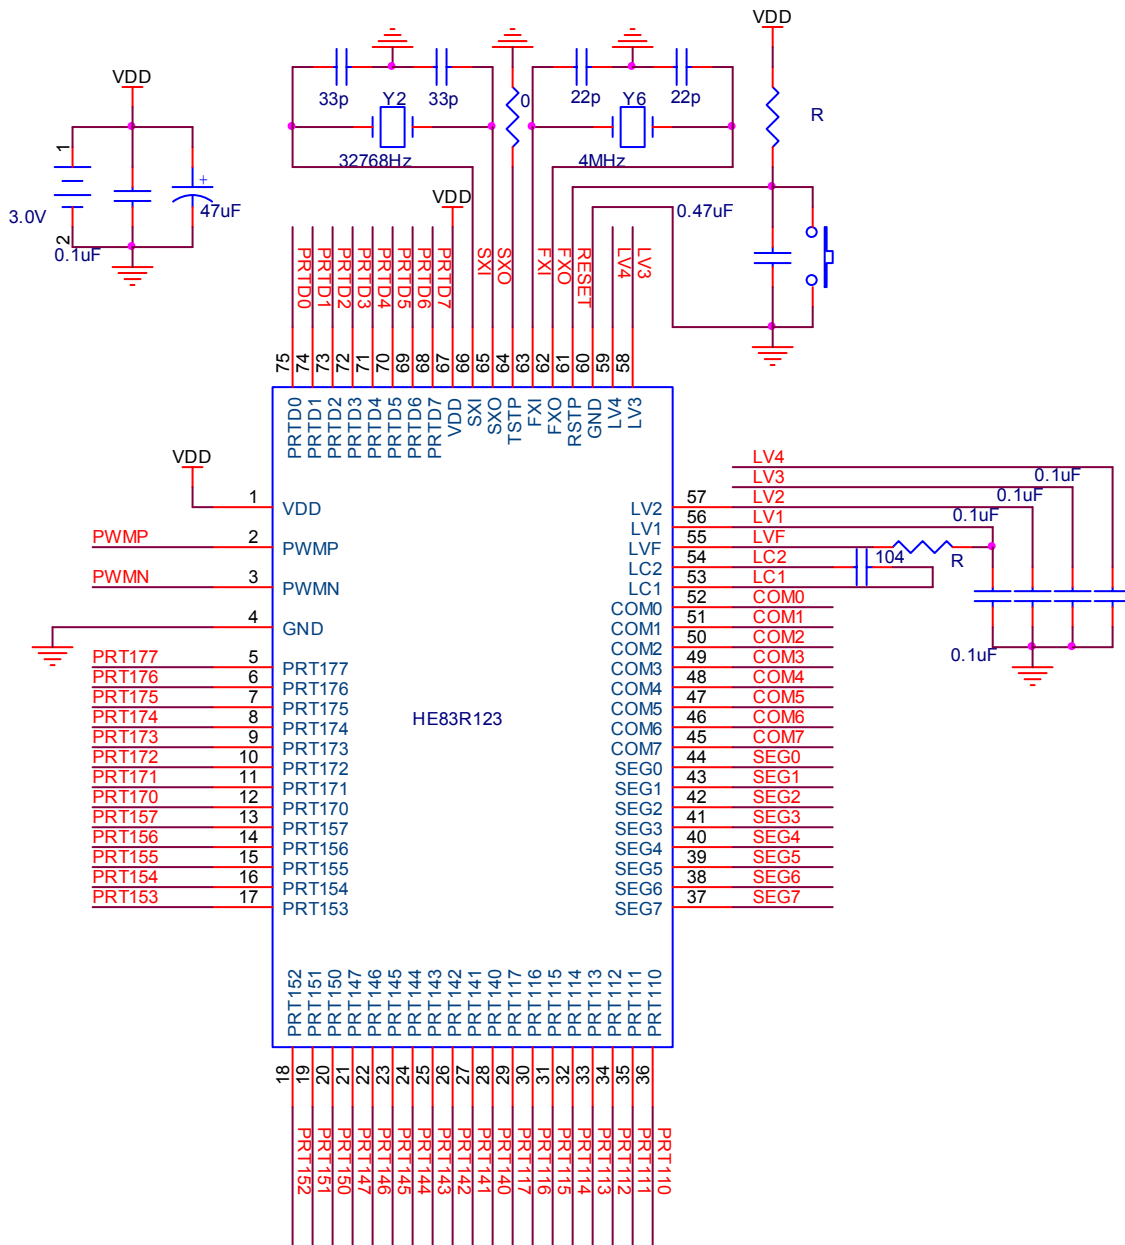 VDD
VDD
33p
33p
Y2
32768Hz
0
22p
22p
Y6
4MHz
R
1
+
3.0V
2
0.1uF
47uF
VDD
0.47uF
PRTD0
PRTD1
PRTD2
PRTD3
PRTD4
PRTD5
PRTD6
PRTD7
SXI
SXO
FXI
FXO
RESET
LV4
LV3
75
74
73
72
71
70
69
68
67
66
65
64
63
62
61
60
59
58
PRTD0
PRTD1
PRTD2
PRTD3
PRTD4
PRTD5
PRTD6
PRTD7
VDD
SXI
SXO
TSTP
FXI
FXO
RSTP
GND
LV4
LV3
VDD
1 VDD
PWMP 2 PWMP
PWMN 3 PWMN
4 GND
PRT177 5 PRT177
PRT176 6 PRT176
PRT175 7 PRT175
PRT174 8 PRT174
PRT173 9 PRT173
PRT172 10 PRT172
PRT171 11 PRT171
PRT170 12 PRT170
PRT157 13 PRT157
PRT156 14 PRT156
PRT155 15 PRT155
PRT154 16 PRT154
PRT153 17 PRT153
HE83R123
LV4
0.1uF
LV3
0.1uF
LV2 57 LV2
0.1uF
LV1 56 LV1
LVF 55 LVF
LC2 54 LC2
104
R
LC1 53 LC1
COM0 52 COM0
COM1 51 COM1
COM2 50 COM2
COM3 49 COM3
0.1uF
COM4 48 COM4
COM5 47 COM5
COM6 46 COM6
COM7 45 COM7
SEG0 44 SEG0
SEG1 43 SEG1
SEG2 42 SEG2
SEG3 41 SEG3
SEG4 40 SEG4
SEG5 39 SEG5
SEG6 38 SEG6
SEG7 37 SEG7
PRT152
PRT151
PRT150
PRT147
PRT146
PRT145
PRT144
PRT143
PRT142
PRT141
PRT140
PRT117
PRT116
PRT115
PRT114
PRT113
PRT112
PRT111
PRT110
18
19
20
21
22
23
24
25
26
27
28
29
30
31
32
33
34
35
36
PRT152
PRT151
PRT150
PRT147
PRT146
PRT145
PRT144
PRT143
PRT142
PRT141
PRT140
PRT117
PRT116
PRT115
PRT114
PRT113
PRT112
PRT111
PRT110